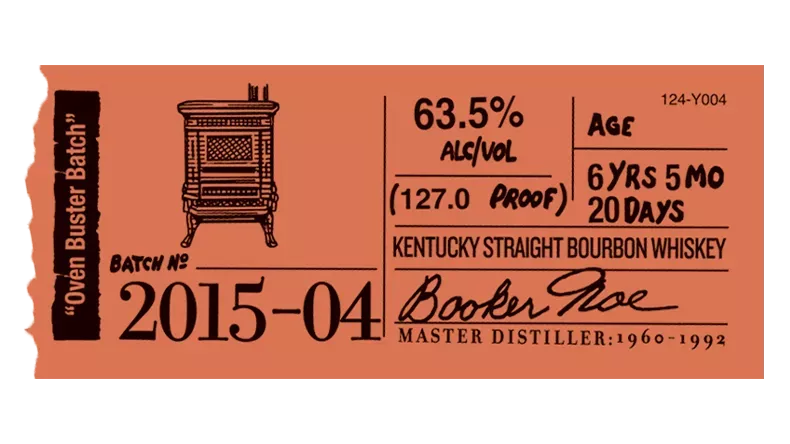 "Oven Buster Batch"
BATCH Nº
2015-04
63.5%
ALC/VOL
(127.0 PROOF)
124-Y004
AGE
6 YRS 5 MO
20 DAYS
KENTUCKY STRAIGHT BOURBON WHISKEY
Booker Noe
MASTER DISTILLER:1960-1992